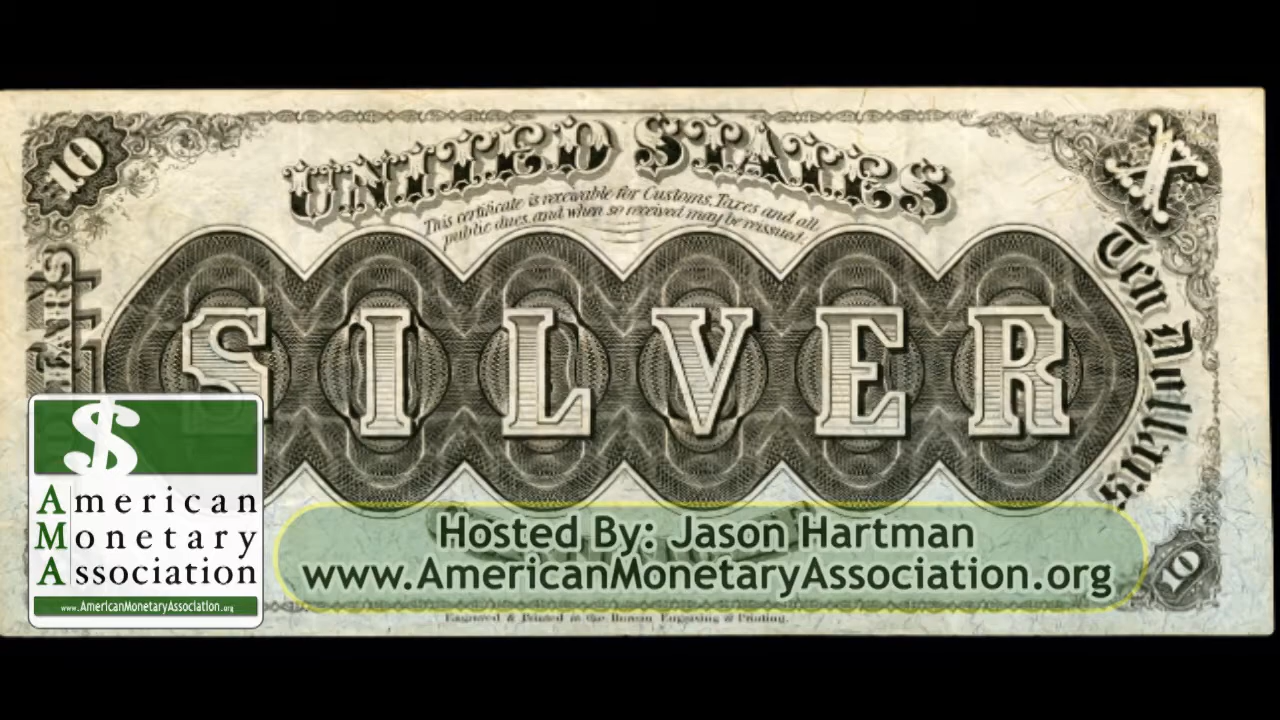 10
UNITED STATES
X
This certificate is receivable for Customs, Taxes and all
public dues, and when so received may be reissued.
Ten Dollars
SILVER
$
American
Monetary
Association
www.AmericanMonetaryAssociation.org
Hosted By: Jason Hartman
www.AmericanMonetaryAssociation.org
10
Engraved & Printed at the Bureau Engraving & Printing.